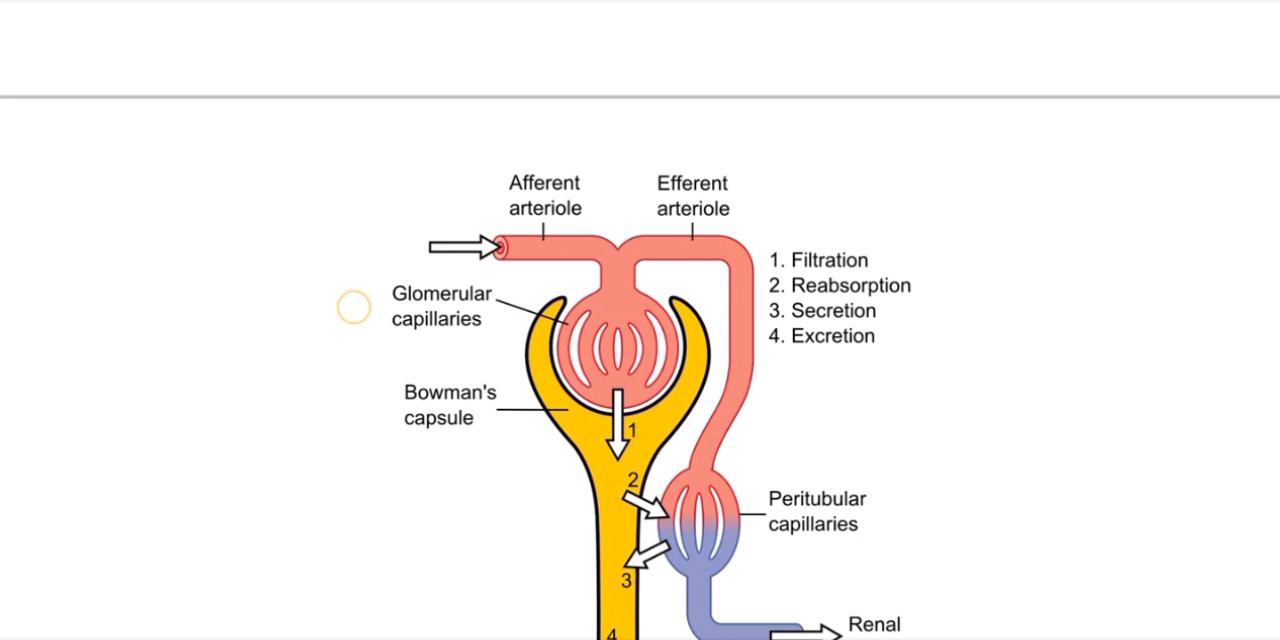 Afferent
arteriole
Efferent
arteriole
1. Filtration
2. Reabsorption
3. Secretion
4. Excretion
Glomerular
capillaries
Bowman's
capsule
1
2
Peritubular
capillaries
3
4
Renal